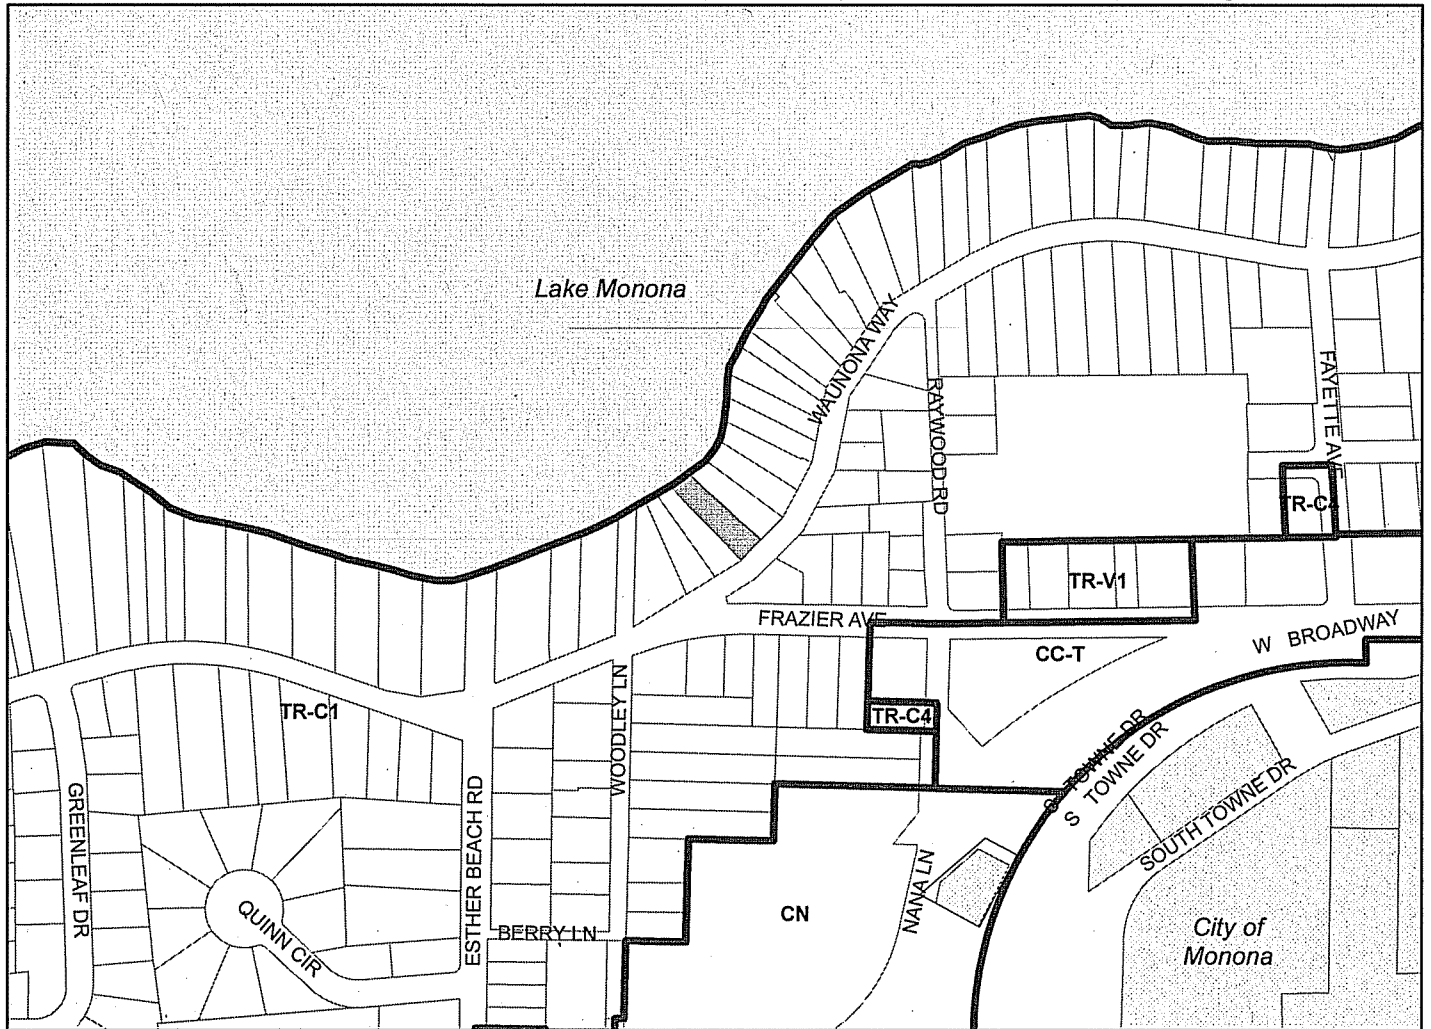 Lake Monona
WAUNONA WAY
RAYWOOD RD
FAYETTE AVE
TR-C4
TR-V1
FRAZIER AVE
W BROADWAY
CC-T
TR-C1
TR-C4
WOODLEY LN
S TOWNE DR
S TOWNE DR
SOUTH TOWNE DR
GREENLEAF DR
ESTHER BEACH RD
QUINN CIR
BERRY LN
CN
NANA LN
City of
Monona